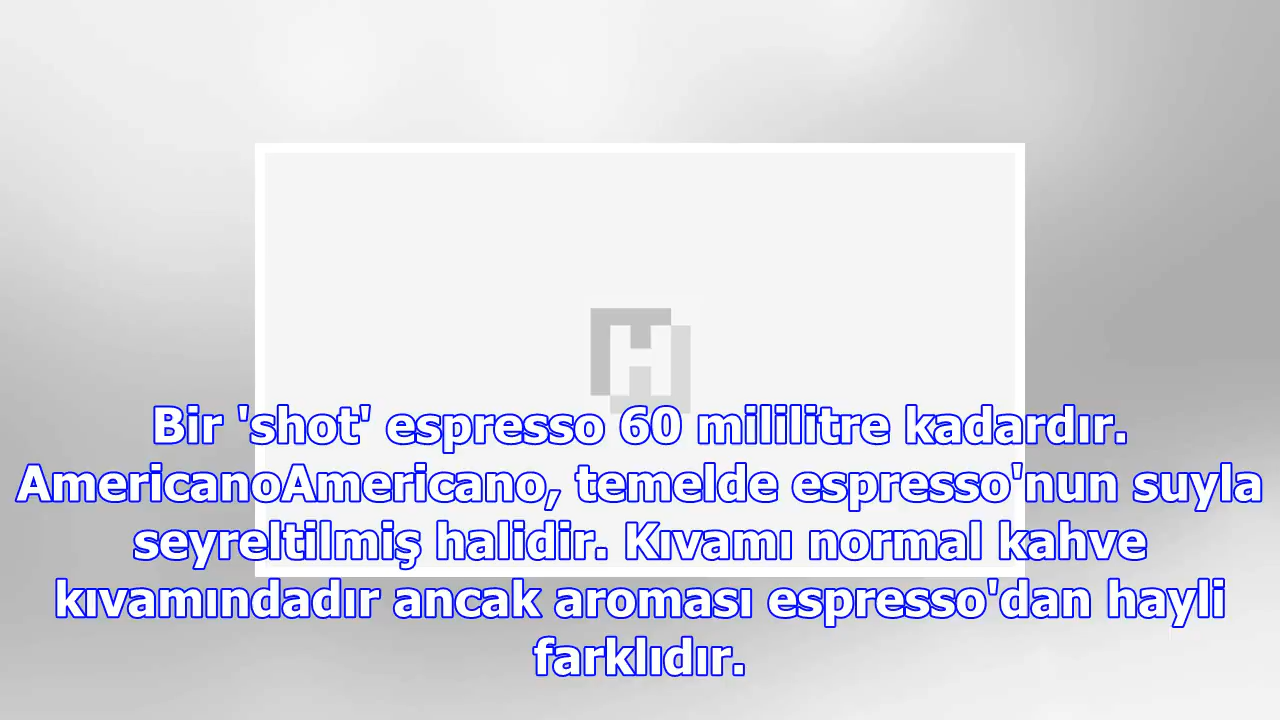 H
Bir 'shot' espresso 60 mililitre kadardır.
AmericanoAmericano, temelde espresso'nun suyla
seyreltilmiş halidir. Kıvamı normal kahve
kıvamındadır ancak aroması espresso'dan hayli
farklıdır.